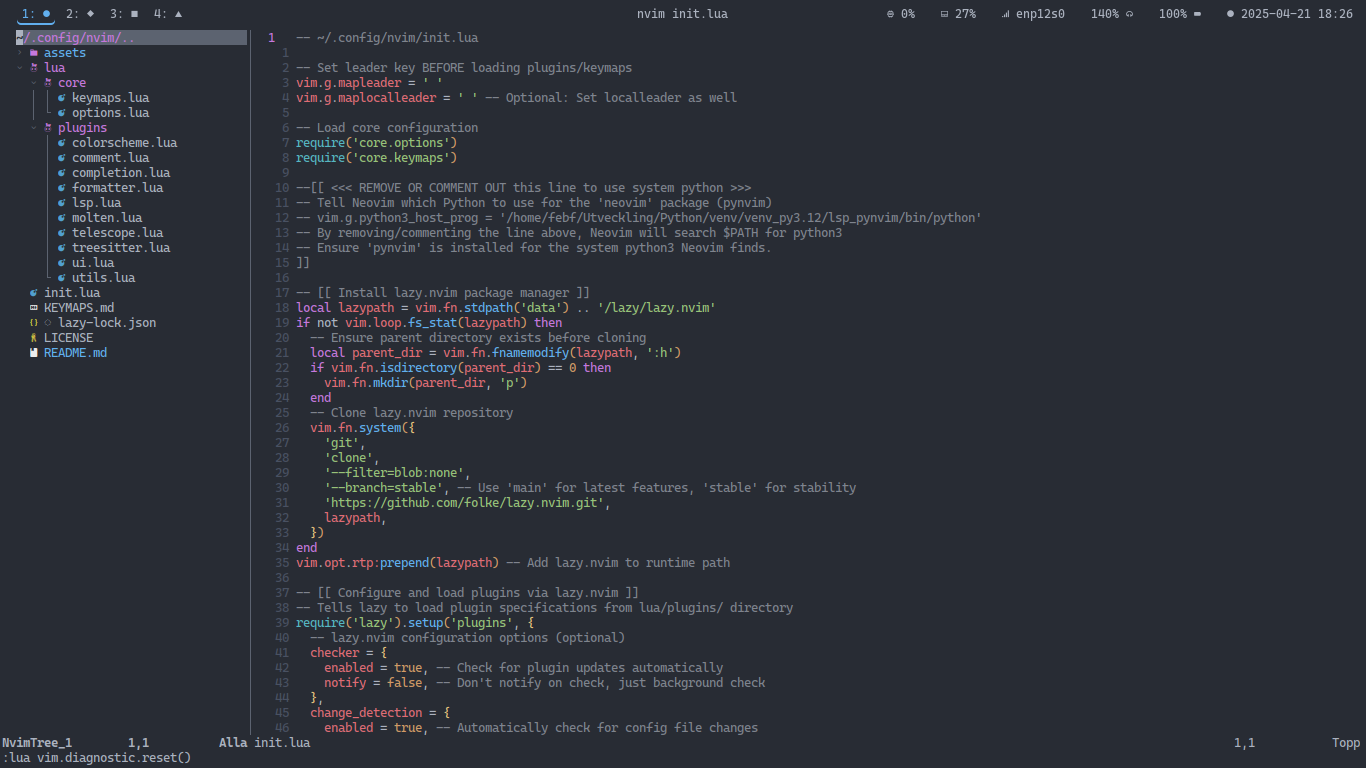 1: 2: 3: 4: nvim init.lua 0% 27% enp12s0 140% 100% 2025-04-21 18:26
~/.config/nvim/..
assets
lua
core
keymaps.lua
options.lua
plugins
colorscheme.lua
comment.lua
completion.lua
formatter.lua
lsp.lua
molten.lua
telescope.lua
treesitter.lua
ui.lua
utils.lua
init.lua
KEYMAPS.md
lazy-lock.json
LICENSE
README.md
1 -- ~/.config/nvim/init.lua
1
2 -- Set leader key BEFORE loading plugins/keymaps
3 vim.g.mapleader = ' '
4 vim.g.maplocalleader = ' ' -- Optional: Set localleader as well
5
6 -- Load core configuration
7 require('core.options')
8 require('core.keymaps')
9
10 --[[ <<< REMOVE OR COMMENT OUT this line to use system python >>>
11 -- Tell Neovim which Python to use for the 'neovim' package (pynvim)
12 -- vim.g.python3_host_prog = '/home/febf/Utveckling/Python/venv/venv_py3.12/lsp_pynvim/bin/python'
13 -- By removing/commenting the line above, Neovim will search $PATH for python3
14 -- Ensure 'pynvim' is installed for the system python3 Neovim finds.
15 ]]
16
17 -- [[ Install lazy.nvim package manager ]]
18 local lazypath = vim.fn.stdpath('data') .. '/lazy/lazy.nvim'
19 if not vim.loop.fs_stat(lazypath) then
20 -- Ensure parent directory exists before cloning
21 local parent_dir = vim.fn.fnamemodify(lazypath, ':h')
22 if vim.fn.isdirectory(parent_dir) == 0 then
23 vim.fn.mkdir(parent_dir, 'p')
24 end
25 -- Clone lazy.nvim repository
26 vim.fn.system({
27 'git',
28 'clone',
29 '--filter=blob:none',
30 '--branch=stable', -- Use 'main' for latest features, 'stable' for stability
31 'https://github.com/folke/lazy.nvim.git',
32 lazypath,
33 })
34 end
35 vim.opt.rtp:prepend(lazypath) -- Add lazy.nvim to runtime path
36
37 -- [[ Configure and load plugins via lazy.nvim ]]
38 -- Tells lazy to load plugin specifications from lua/plugins/ directory
39 require('lazy').setup('plugins', {
40 -- lazy.nvim configuration options (optional)
41 checker = {
42 enabled = true, -- Check for plugin updates automatically
43 notify = false, -- Don't notify on check, just background check
44 },
45 change_detection = {
46 enabled = true, -- Automatically check for config file changes
NvimTree_1 1,1 Alla init.lua 1,1 Topp
:lua vim.diagnostic.reset()